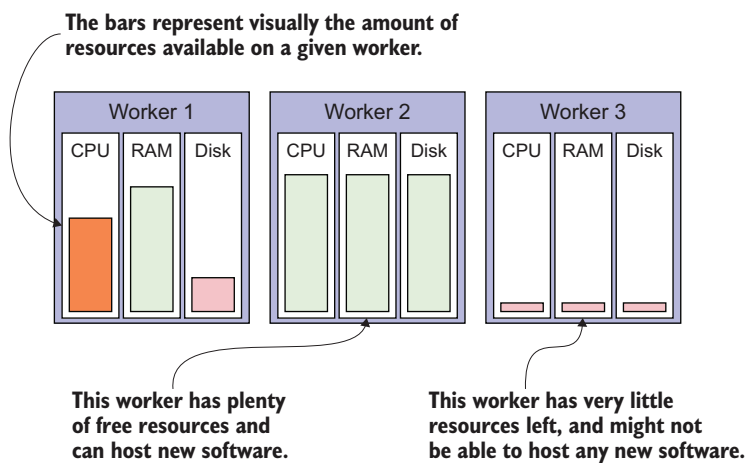 The bars represent visually the amount of
resources available on a given worker.
Worker 1
CPU RAM Disk
Worker 2
CPU RAM Disk
Worker 3
CPU RAM Disk
This worker has plenty
of free resources and
can host new software.
This worker has very little
resources left, and might not
be able to host any new software.